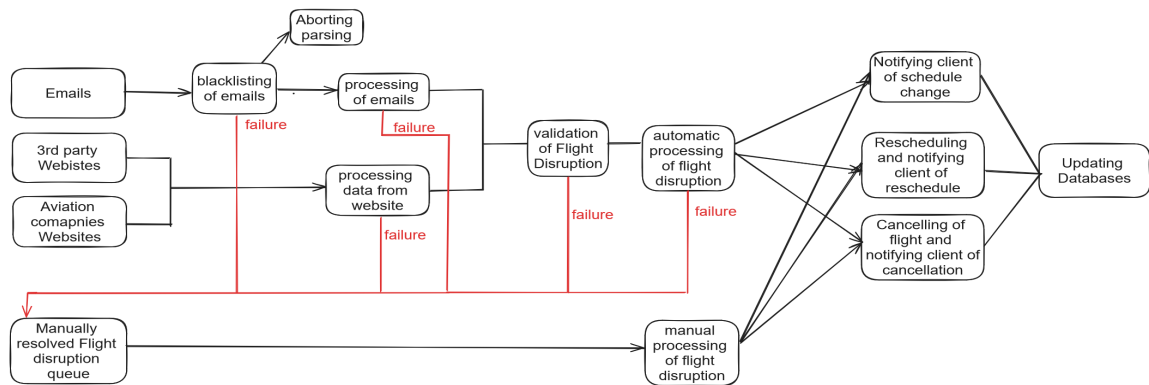 Aborting
parsing
Emails
blacklisting
of emails
processing
of emails
failure
failure
3rd party
Webistes
Aviation
comapnies
Websites
processing
data from
website
failure
validation
of Flight
Disruption
failure
automatic
processing
of flight
disruption
failure
Notifying client
of schedule
change
Rescheduling
and notifying
client of
reschedule
Cancelling of
flight and
notifying client of
cancellation
Updating
Databases
Manually
resolved Flight
disruption
queue
manual
processing
of flight
disruption